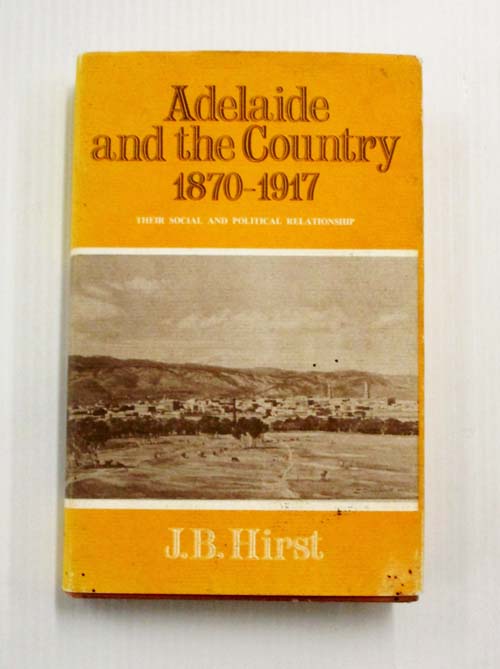 Adelaide
and the Country
1870-1917
THEIR SOCIAL AND POLITICAL RELATIONSHIP
J.B. Hirst